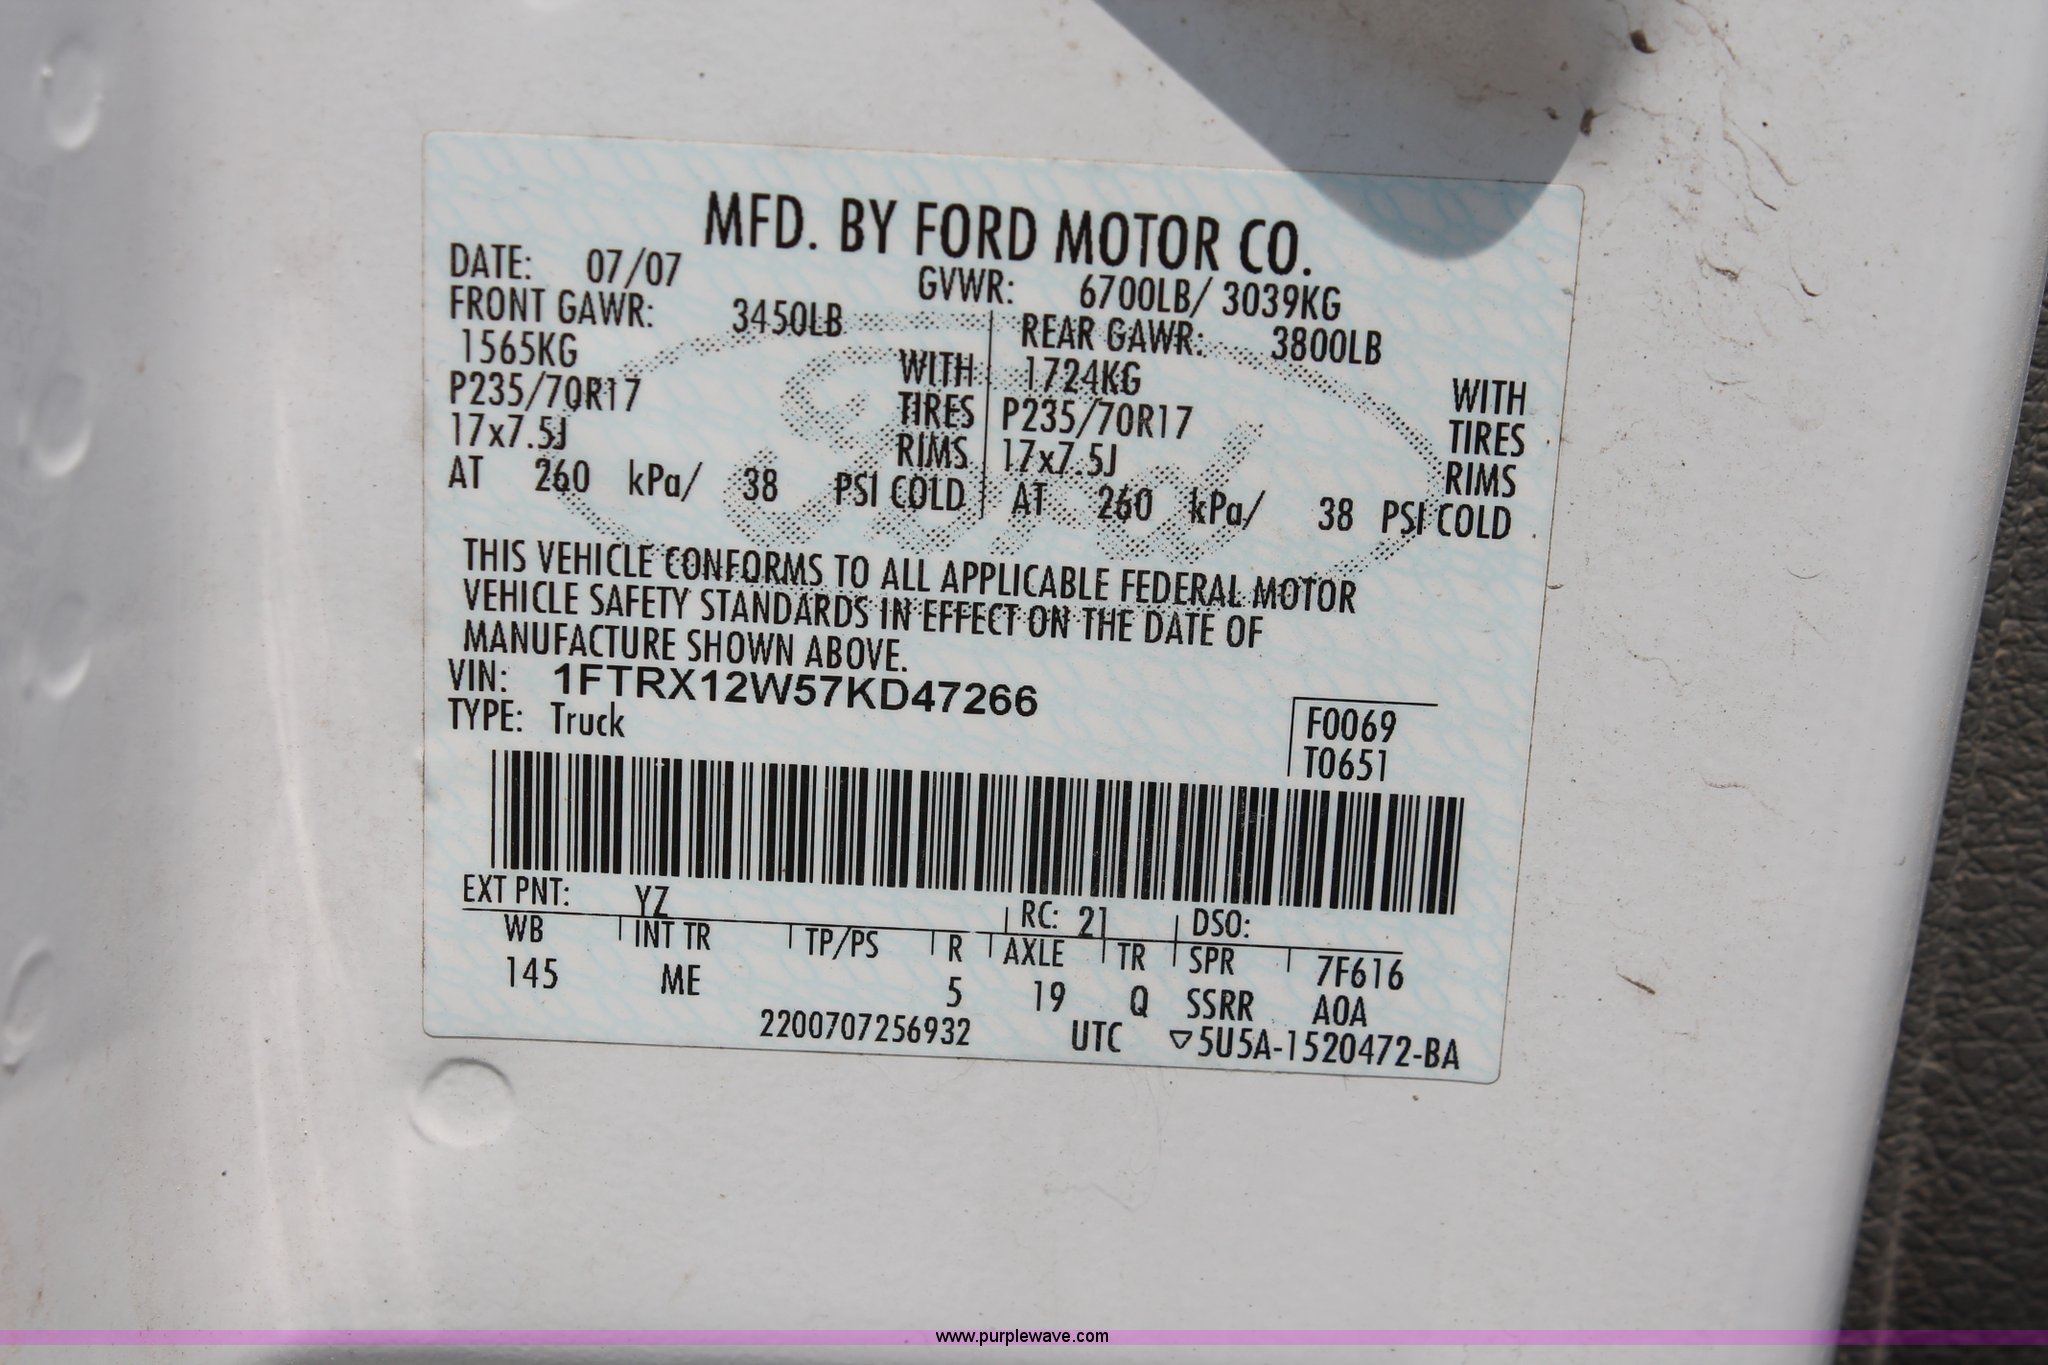 MFD. BY FORD MOTOR CO.
DATE: 07/07 GVWR: 6700LB/ 3039KG
FRONT GAWR: 3450LB REAR GAWR: 3800LB
1565KG WITH 1724KG WITH
P235/70R17 TIRES P235/70R17 TIRES
17x7.5J RIMS 17x7.5J RIMS
AT 260 kPa/ 38 PSI COLD AT 260 kPa/ 38 PSI COLD
Ford
THIS VEHICLE CONFORMS TO ALL APPLICABLE FEDERAL MOTOR
VEHICLE SAFETY STANDARDS IN EFFECT ON THE DATE OF
MANUFACTURE SHOWN ABOVE.
VIN: 1FTRX12W57KD47266
TYPE: Truck F0069
T0651
EXT PNT: YZ RC: 21 DSO:
WB INT TR TP/PS R AXLE TR SPR 7F616
145 ME 5 19 Q SSRR A0A
2200707256932 UTC ▽5U5A-1520472-BA
www.purplewave.com